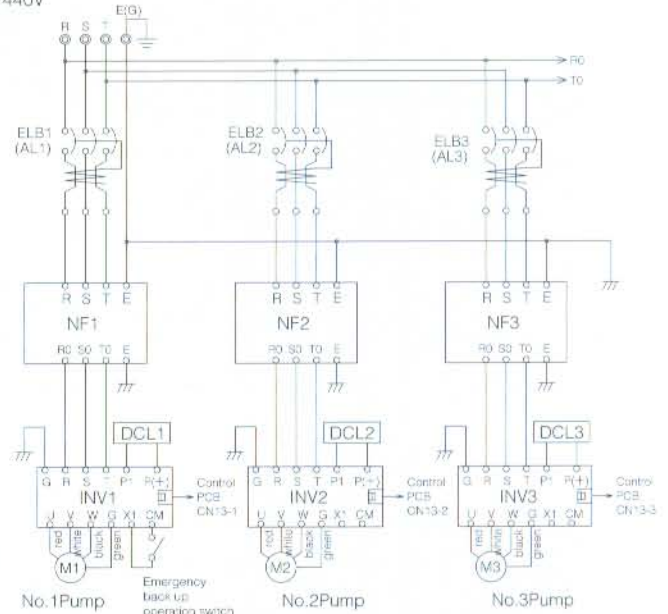 440V
R S T E(G)
R0
T0
ELB1
(AL1)
ELB2
(AL2)
ELB3
(AL3)
R S T E
NF1
R0 S0 T0 E
R S T E
NF2
R0 S0 T0 E
R S T E
NF3
R0 S0 T0 E
DCL1
DCL2
DCL3
G R S T P1 P(+)
INV1
U V W G X1 CM
Control
PCB
CN13-1
G R S T P1 P(+)
INV2
U V W G X1 CM
Control
PCB
CN13-2
G R S T P1 P(+)
INV3
U V W G X1 CM
Control
PCB
CN13-3
red white black green
red white black green
red white black green
M1
M2
M3
Emergency
back up
operation switch
No.1Pump
No.2Pump
No.3Pump